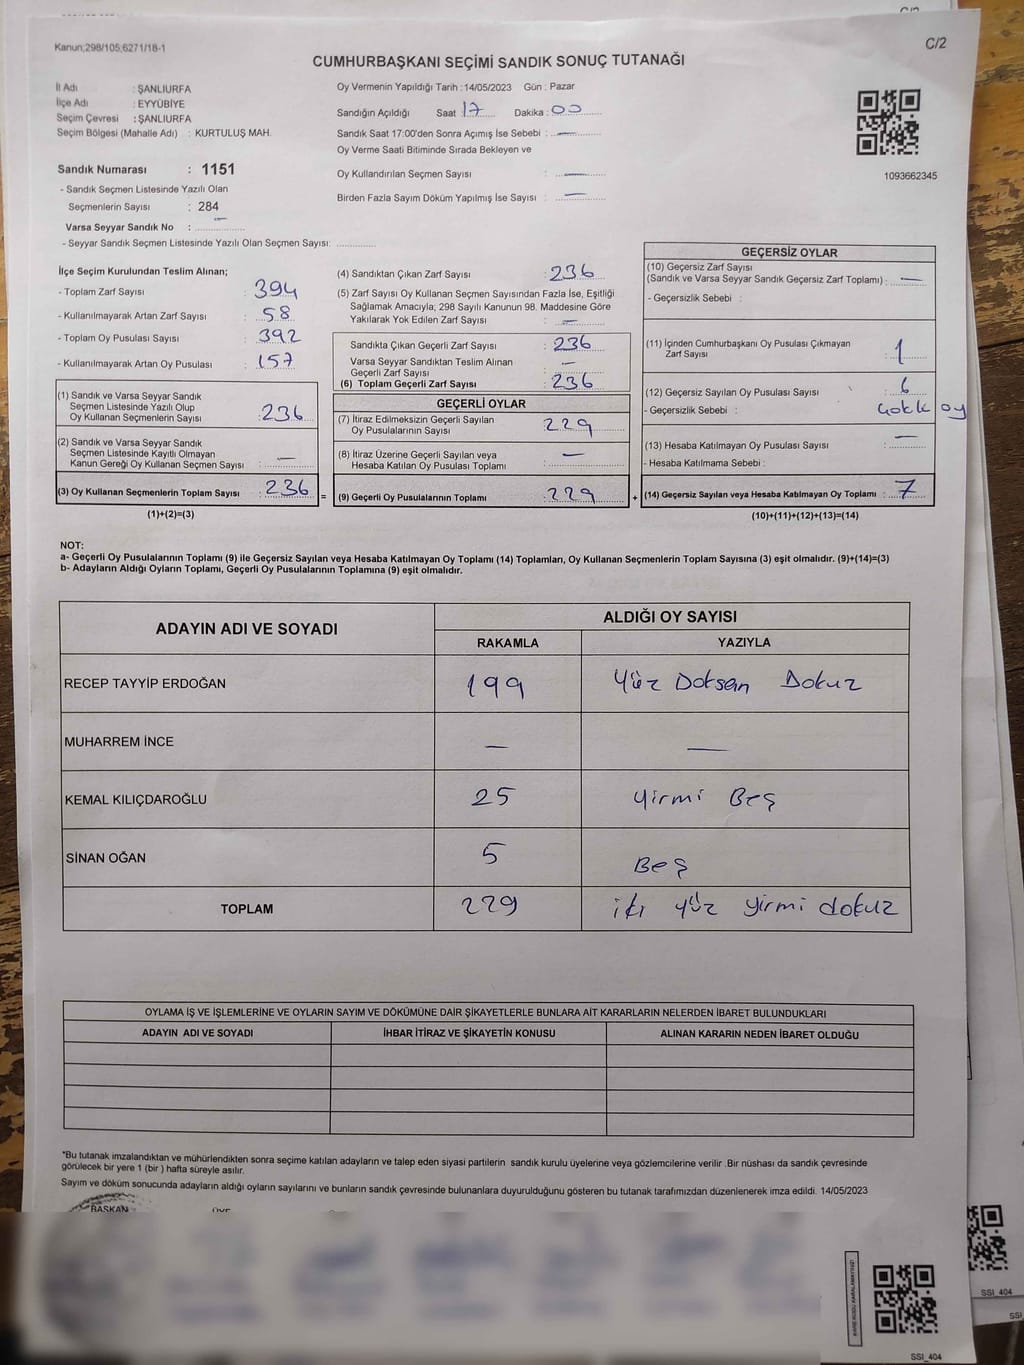 C/2
Kanun;298/105;6271/18-1
CUMHURBAŞKANI SEÇİMİ SANDIK SONUÇ TUTANAĞI
İl Adı : ŞANLIURFA
İlçe Adı : EYYÜBİYE
Seçim Çevresi : ŞANLIURFA
Seçim Bölgesi (Mahalle Adı) : KURTULUŞ MAH.
Sandık Numarası : 1151
- Sandık Seçmen Listesinde Yazılı Olan
Seçmenlerin Sayısı : 284
Varsa Seyyar Sandık No : —
- Seyyar Sandık Seçmen Listesinde Yazılı Olan Seçmen Sayısı: ..............
Oy Vermenin Yapıldığı Tarih : 14/05/2023 Gün : Pazar
Sandığın Açıldığı Saat 17 Dakika : 00
Sandık Saat 17:00'den Sonra Açımış İse Sebebi : —
Oy Verme Saati Bitiminde Sırada Bekleyen ve
Oy Kullandırılan Seçmen Sayısı : —
Birden Fazla Sayım Döküm Yapılmış İse Sayısı : —
1093662345
İlçe Seçim Kurulundan Teslim Alınan;
- Toplam Zarf Sayısı : 394
- Kullanılmayarak Artan Zarf Sayısı : 58
- Toplam Oy Pusulası Sayısı : 392
- Kullanılmayarak Artan Oy Pusulası : 157
(1) Sandık ve Varsa Seyyar Sandık
Seçmen Listesinde Yazılı Olup
Oy Kullanan Seçmenlerin Sayısı : 236
(2) Sandık ve Varsa Seyyar Sandık
Seçmen Listesinde Kayıtlı Olmayan
Kanun Gereği Oy Kullanan Seçmen Sayısı : —
(3) Oy Kullanan Seçmenlerin Toplam Sayısı : 236 =
(1)+(2)=(3)
(4) Sandıktan Çıkan Zarf Sayısı : 236
(5) Zarf Sayısı Oy Kullanan Seçmen Sayısından Fazla İse, Eşitliği
Sağlamak Amacıyla; 298 Sayılı Kanunun 98. Maddesine Göre
Yakılarak Yok Edilen Zarf Sayısı : —
Sandıkta Çıkan Geçerli Zarf Sayısı : 236
Varsa Seyyar Sandıktan Teslim Alınan
Geçerli Zarf Sayısı : —
(6) Toplam Geçerli Zarf Sayısı : 236
GEÇERLİ OYLAR
(7) İtiraz Edilmeksizin Geçerli Sayılan
Oy Pusulalarının Sayısı : 229
(8) İtiraz Üzerine Geçerli Sayılan veya
Hesaba Katılan Oy Pusulası Toplamı : —
(9) Geçerli Oy Pusulalarının Toplamı : 229 +
GEÇERSİZ OYLAR
(10) Geçersiz Zarf Sayısı
(Sandık ve Varsa Seyyar Sandık Geçersiz Zarf Toplamı) : —
- Geçersizlik Sebebi :
(11) İçinden Cumhurbaşkanı Oy Pusulası Çıkmayan
Zarf Sayısı : 1
(12) Geçersiz Sayılan Oy Pusulası Sayısı : 6
- Geçersizlik Sebebi : oy
(13) Hesaba Katılmayan Oy Pusulası Sayısı : —
- Hesaba Katılmama Sebebi :
(14) Geçersiz Sayılan veya Hesaba Katılmayan Oy Toplamı : 7
(10)+(11)+(12)+(13)=(14)
NOT:
a- Geçerli Oy Pusulalarının Toplamı (9) ile Geçersiz Sayılan veya Hesaba Katılmayan Oy Toplamı (14) Toplamları, Oy Kullanan Seçmenlerin Toplam Sayısına (3) eşit olmalıdır. (9)+(14)=(3)
b- Adayların Aldığı Oyların Toplamı, Geçerli Oy Pusulalarının Toplamına (9) eşit olmalıdır.
ADAYIN ADI VE SOYADI
ALDIĞI OY SAYISI
RAKAMLA YAZIYLA
RECEP TAYYİP ERDOĞAN 199 Yüz Doksan Dokuz
MUHARREM İNCE — —
KEMAL KILIÇDAROĞLU 25 Yirmi Beş
SİNAN OĞAN 5 Beş
TOPLAM 229 iki yüz yirmi dokuz
OYLAMA İŞ VE İŞLEMLERİNE VE OYLARIN SAYIM VE DÖKÜMÜNE DAİR ŞİKAYETLERLE BUNLARA AİT KARARLARIN NELERDEN İBARET BULUNDUKLARI
ADAYIN ADI VE SOYADI İHBAR İTİRAZ VE ŞİKAYETİN KONUSU ALINAN KARARIN NEDEN İBARET OLDUĞU
*Bu tutanak imzalandıktan ve mühürlendikten sonra seçime katılan adayların ve talep eden siyasi partilerin sandık kurulu üyelerine veya gözlemcilerine verilir .Bir nüshası da sandık çevresinde
görülecek bir yere 1 (bir ) hafta süreyle asılır.
Sayım ve döküm sonucunda adayların aldığı oyların sayılarını ve bunların sandık çevresinde bulunanlara duyurulduğunu gösteren bu tutanak tarafımızdan düzenlenerek imza edildi. 14/05/2023
BAŞKAN
SSI_404
SSI_404